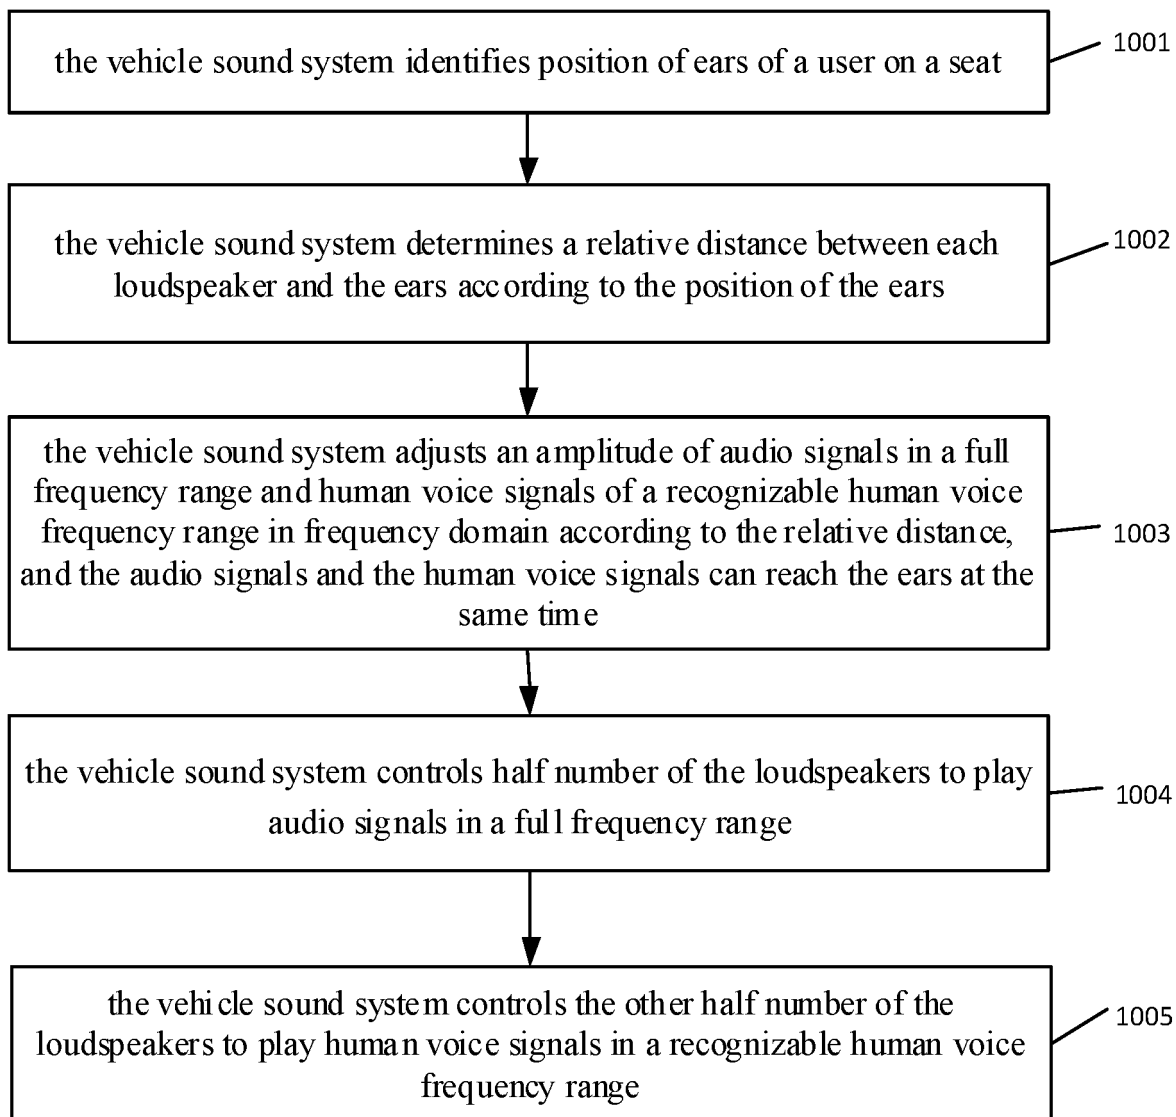 the vehicle sound system identifies position of ears of a user on a seat
1001
the vehicle sound system determines a relative distance between each
loudspeaker and the ears according to the position of the ears
1002
the vehicle sound system adjusts an amplitude of audio signals in a full
frequency range and human voice signals of a recognizable human voice
frequency range in frequency domain according to the relative distance,
and the audio signals and the human voice signals can reach the ears at the
same time
1003
the vehicle sound system controls half number of the loudspeakers to play
audio signals in a full frequency range
1004
the vehicle sound system controls the other half number of the
loudspeakers to play human voice signals in a recognizable human voice
frequency range
1005